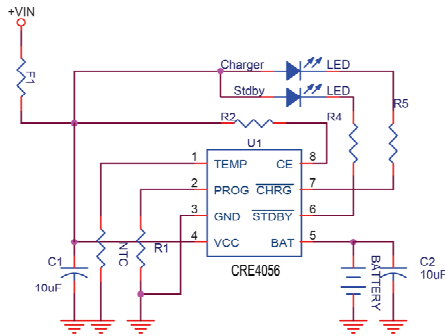 +VIN
Charger
LED
F1
Stdby
LED
R2
R4
R5
U1
1
TEMP
CE
8
2
PROG
CHRG
7
3
GND
STDBY
6
4
VCC
BAT
5
C1
10uF
NTC
R1
CRE4056
BATTERY
C2
10uF